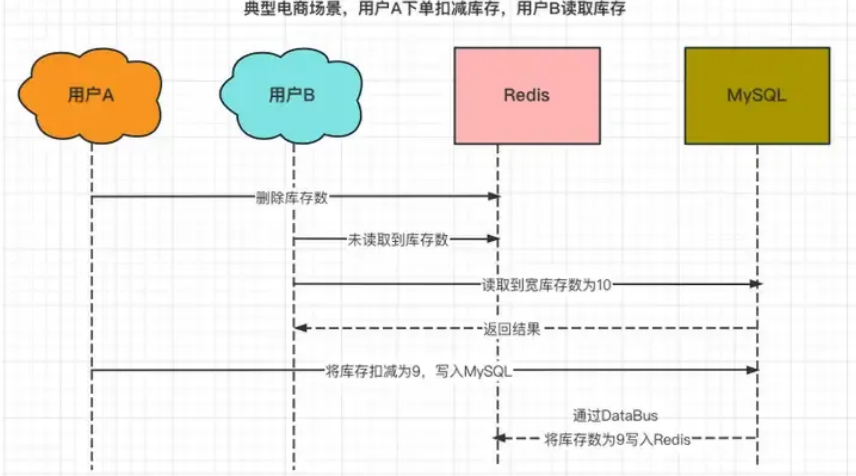 典型电商场景，用户A下单扣减库存，用户B读取库存
用户A
用户B
Redis
MySQL
删除库存数
未读取到库存数
读取到宽库存数为10
返回结果
将库存扣减为9，写入MySQL
通过DataBus
将库存数为9写入Redis